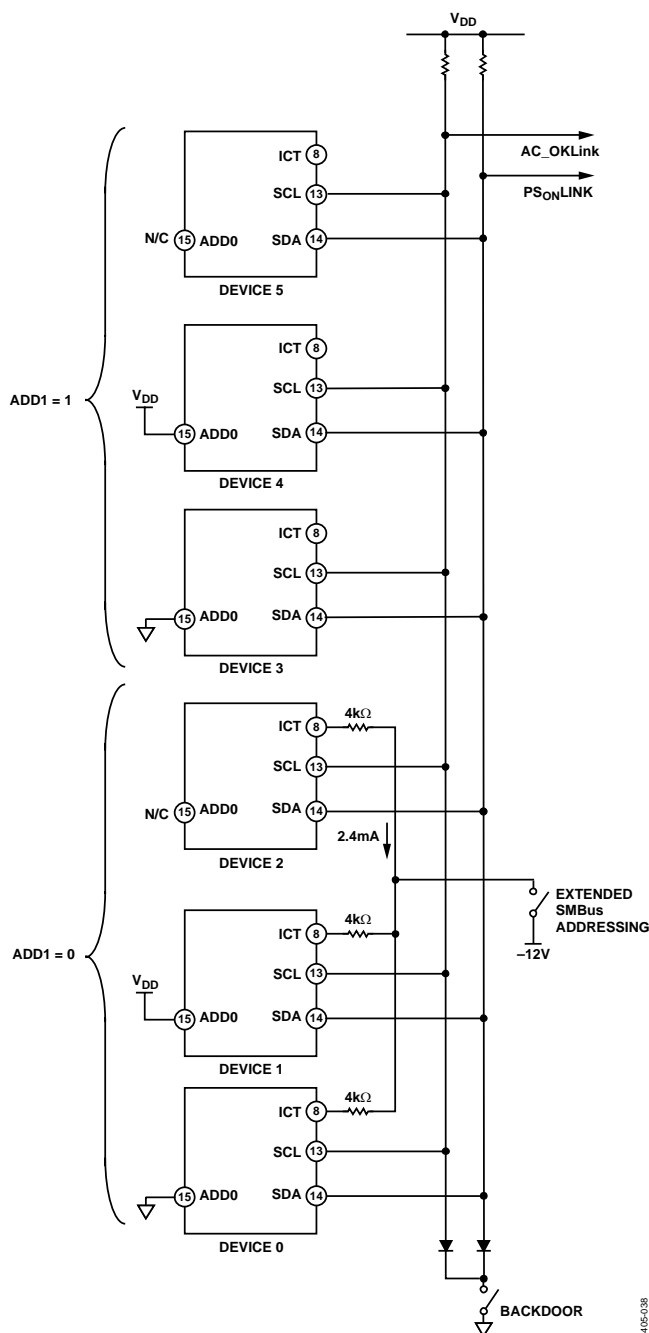 VDD
AC_OKLink
PSONLINK
ADD1 = 1
ICT 8
SCL 13
N/C 15 ADD0
SDA 14
DEVICE 5
ICT 8
SCL 13
VDD
15 ADD0
SDA 14
DEVICE 4
ICT 8
SCL 13
15 ADD0
SDA 14
DEVICE 3
ADD1 = 0
ICT 8
4kΩ
SCL 13
N/C 15 ADD0
SDA 14
DEVICE 2
2.4mA
EXTENDED
SMBus
ADDRESSING
–12V
ICT 8
4kΩ
SCL 13
VDD
15 ADD0
SDA 14
DEVICE 1
ICT 8
4kΩ
SCL 13
15 ADD0
SDA 14
DEVICE 0
BACKDOOR
405-038